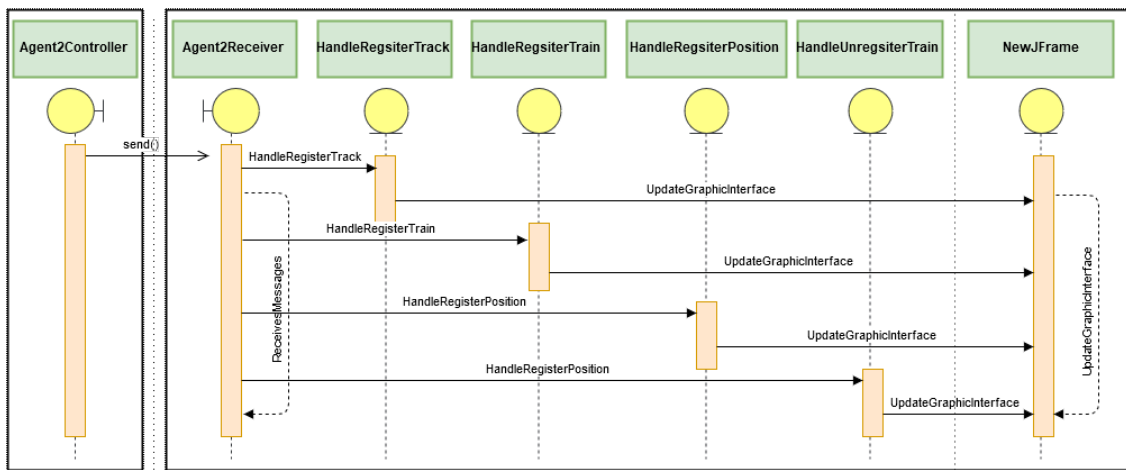 Agent2Controller
Agent2Receiver
HandleRegsiterTrack
HandleRegsiterTrain
HandleRegsiterPosition
HandleUnregsiterTrain
NewJFrame
send()
HandleRegisterTrack
UpdateGraphicInterface
HandleRegisterTrain
UpdateGraphicInterface
HandleRegisterPosition
UpdateGraphicInterface
HandleRegisterPosition
UpdateGraphicInterface
ReceivesMessages
UpdateGraphicInterface